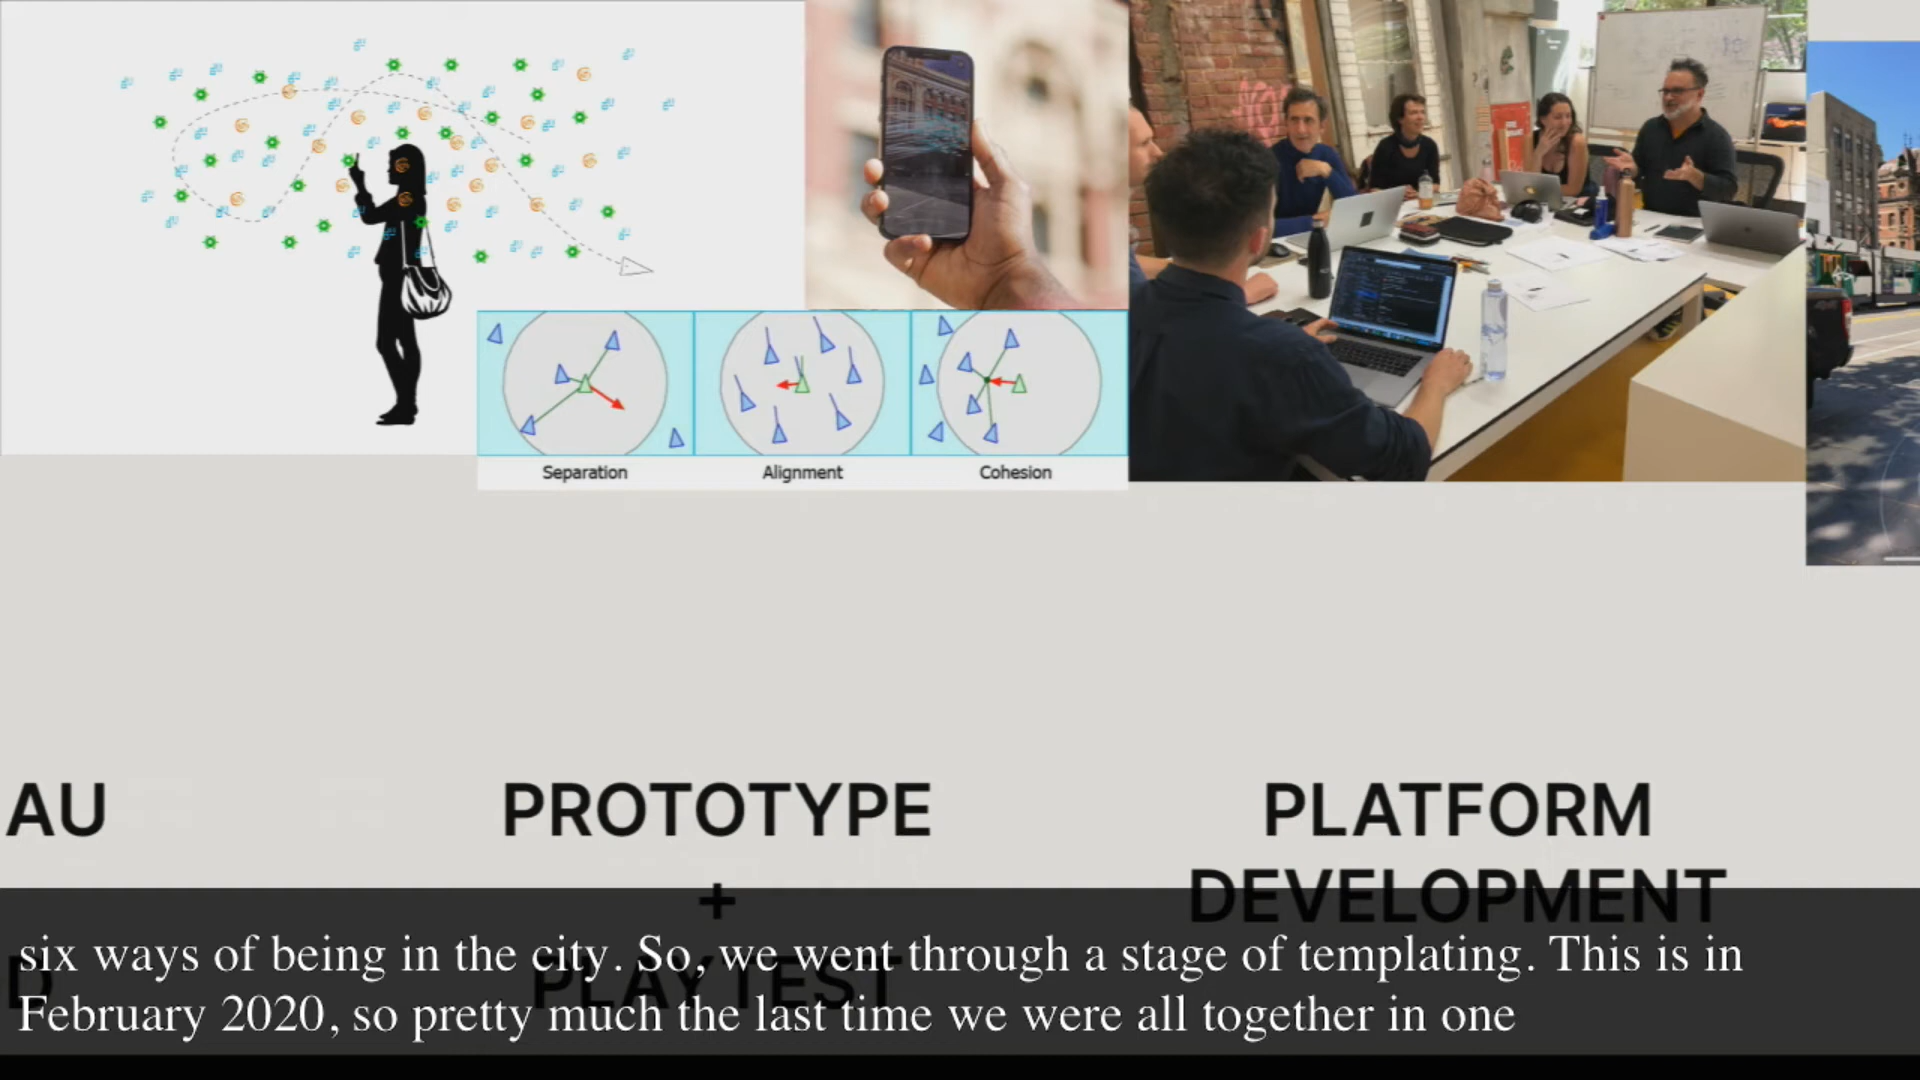 Separation
Alignment
Cohesion
AU
PROTOTYPE
PLATFORM
+
DEVELOPMENT
D
PLAYTEST
six ways of being in the city. So, we went through a stage of templating. This is in
February 2020, so pretty much the last time we were all together in one